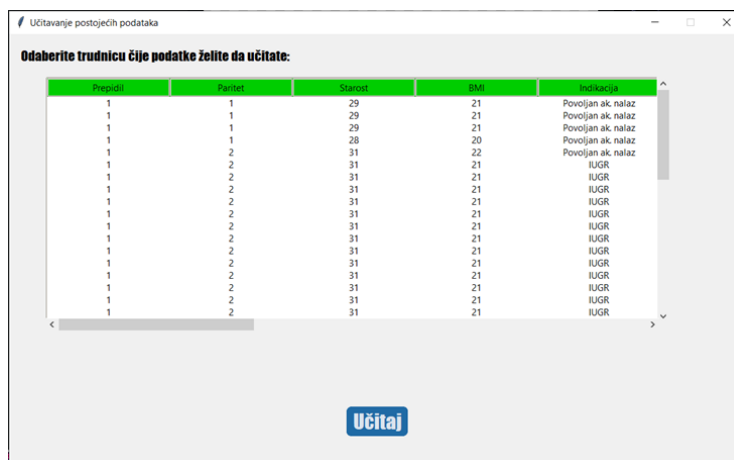 Učitavanje postojećih podataka
Odaberite trudnicu čije podatke želite da učitate:
Prepidil Paritet Starost BMI Indikacija
1 1 29 21 Povoljan ak. nalaz
1 1 29 21 Povoljan ak. nalaz
1 1 29 21 Povoljan ak. nalaz
1 1 28 20 Povoljan ak. nalaz
1 2 31 22 Povoljan ak. nalaz
1 2 31 21 IUGR
1 2 31 21 IUGR
1 2 31 21 IUGR
1 2 31 21 IUGR
1 2 31 21 IUGR
1 2 31 21 IUGR
1 2 31 21 IUGR
1 2 31 21 IUGR
1 2 31 21 IUGR
1 2 31 21 IUGR
1 2 31 21 IUGR
1 2 31 21 IUGR
1 2 31 21 IUGR
Učitaj